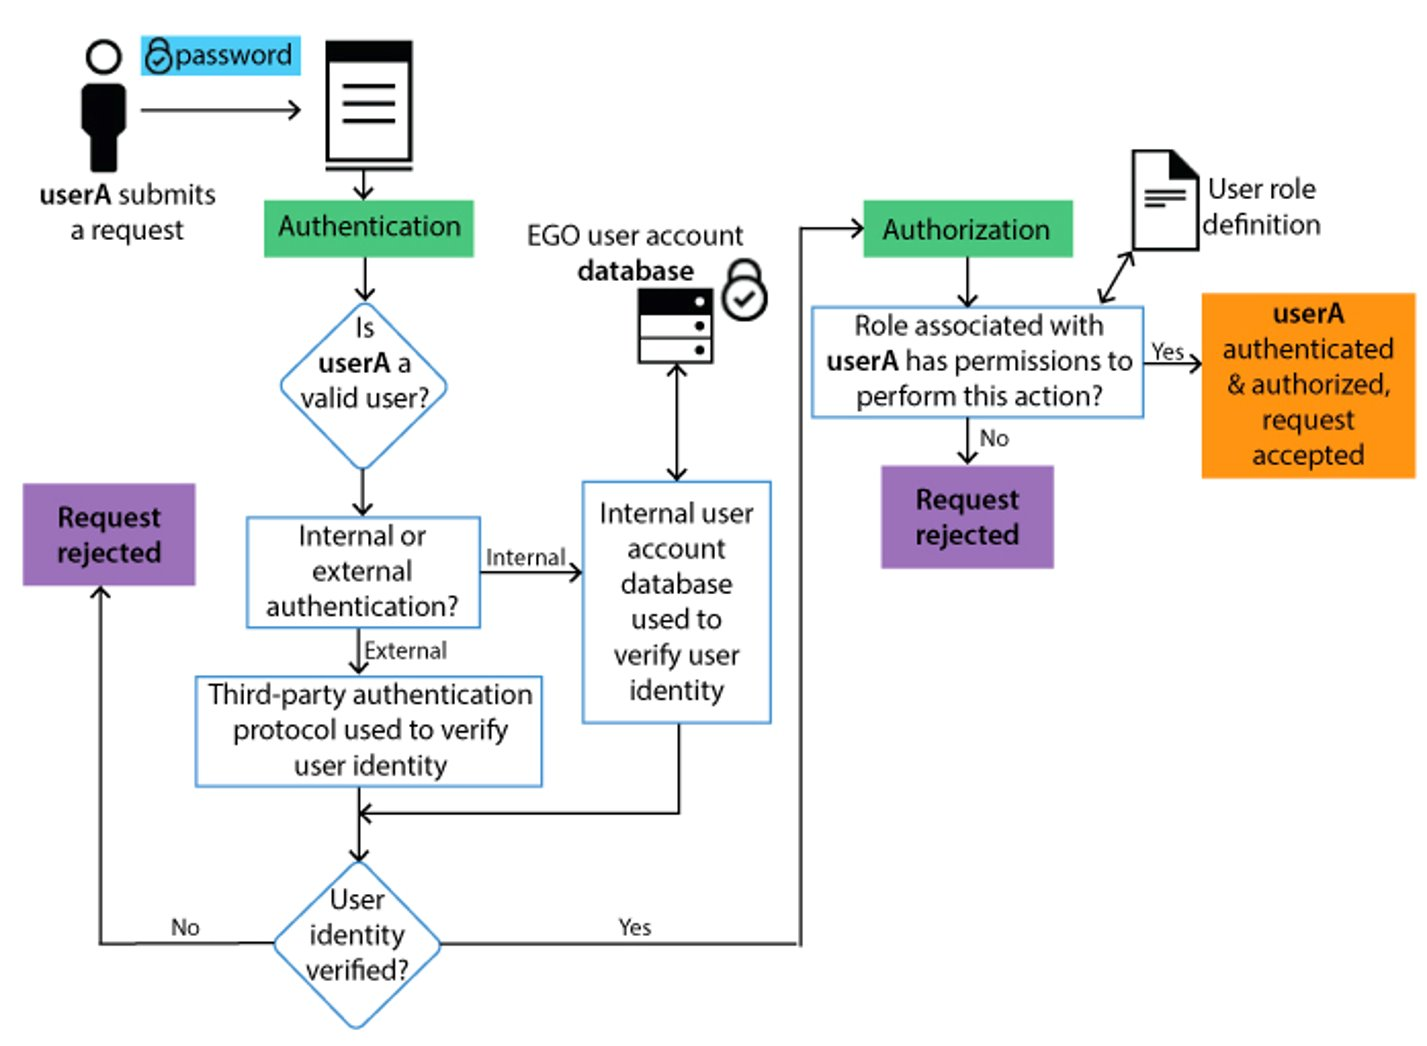 password
userA submits
a request
Authentication
Is
userA a
valid user?
Internal or
external
authentication?
Internal
External
Third-party authentication
protocol used to verify
user identity
EGO user account
database
Internal user
account
database
used to
verify user
identity
User
identity
verified?
No
Request
rejected
Yes
Authorization
User role
definition
Role associated with
userA has permissions to
perform this action?
Yes
userA
authenticated
& authorized,
request
accepted
No
Request
rejected